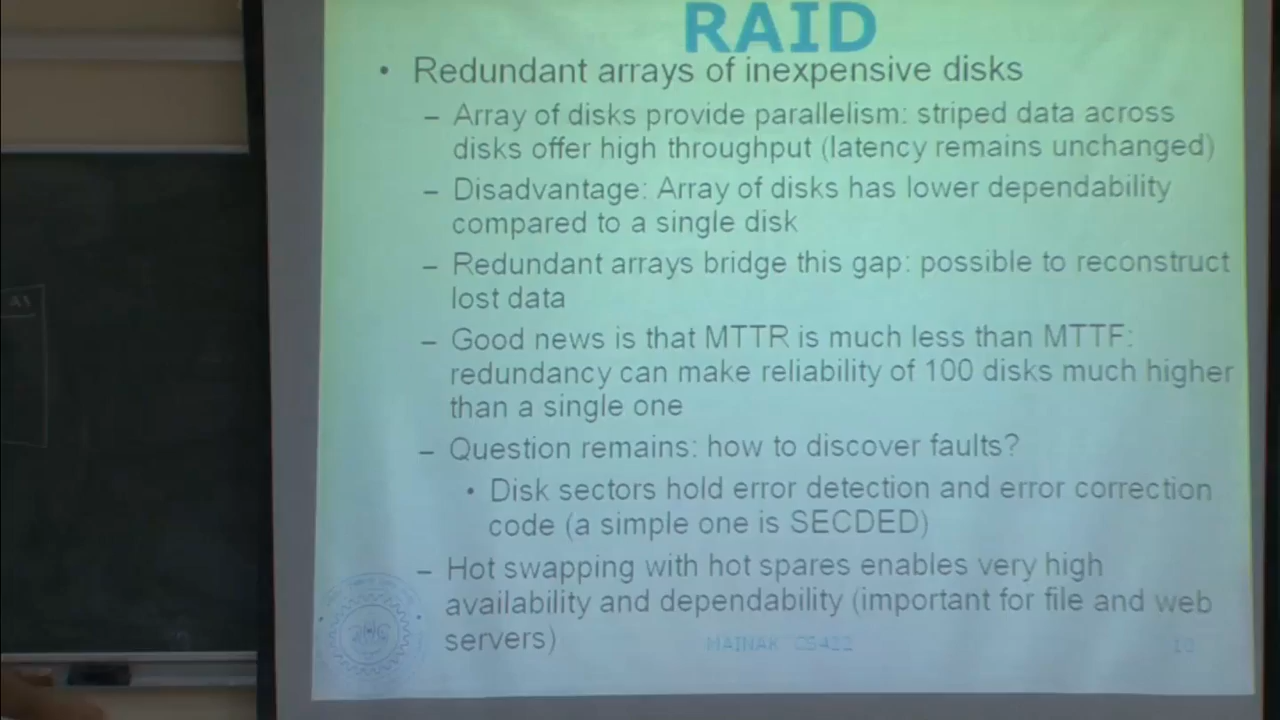 RAID
• Redundant arrays of inexpensive disks
– Array of disks provide parallelism: striped data across
disks offer high throughput (latency remains unchanged)
– Disadvantage: Array of disks has lower dependability
compared to a single disk
– Redundant arrays bridge this gap: possible to reconstruct
lost data
– Good news is that MTTR is much less than MTTF:
redundancy can make reliability of 100 disks much higher
than a single one
– Question remains: how to discover faults?
• Disk sectors hold error detection and error correction
code (a simple one is SECDED)
– Hot swapping with hot spares enables very high
availability and dependability (important for file and web
servers)
MAINAK CS422